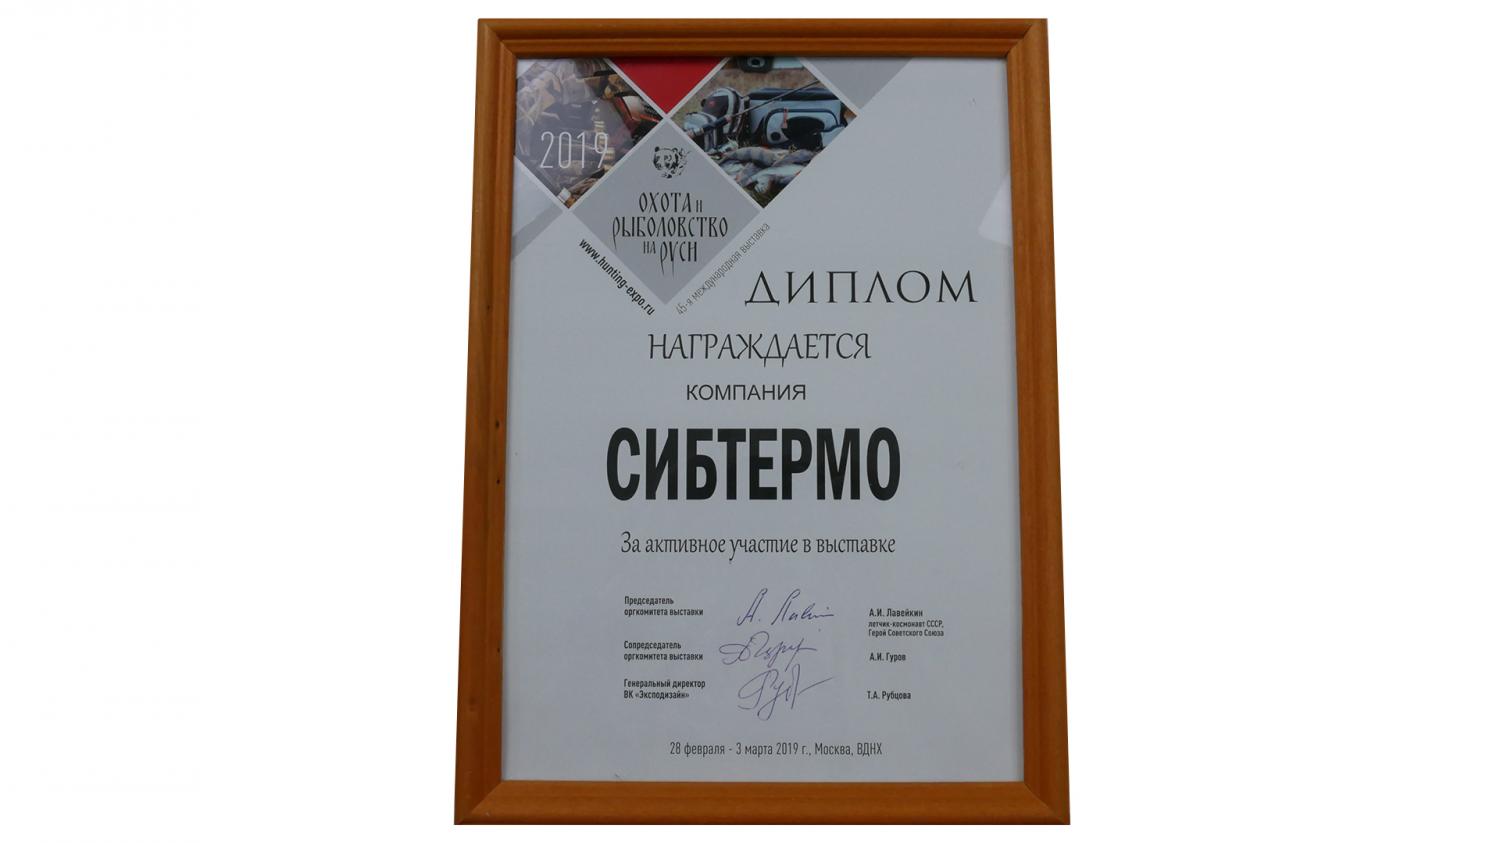 2019
ОХОТА И
РЫБОЛОВСТВО
НА РУСИ
www.hunting-expo.ru
45-я международная выставка
ДИПЛОМ
НАГРАЖДАЕТСЯ
КОМПАНИЯ
СИБТЕРМО
За активное участие в выставке
Председатель
оргкомитета выставки
А.И. Лавейкин
летчик-космонавт СССР,
Герой Советского Союза
Сопредседатель
оргкомитета выставки
А.И. Гуров
Генеральный директор
ВК «Эксподизайн»
Т.А. Рубцова
28 февраля - 3 марта 2019 г., Москва, ВДНХ